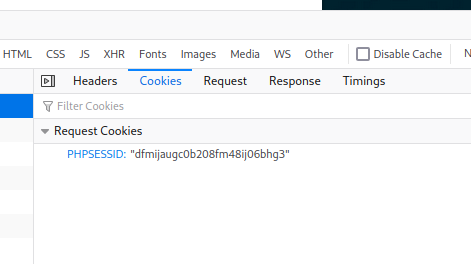 HTML CSS JS XHR Fonts Images Media WS Other Disable Cache
Headers Cookies Request Response Timings
Filter Cookies
Request Cookies
PHPSESSID: "dfmijaugc0b208fm48ij06bhg3"